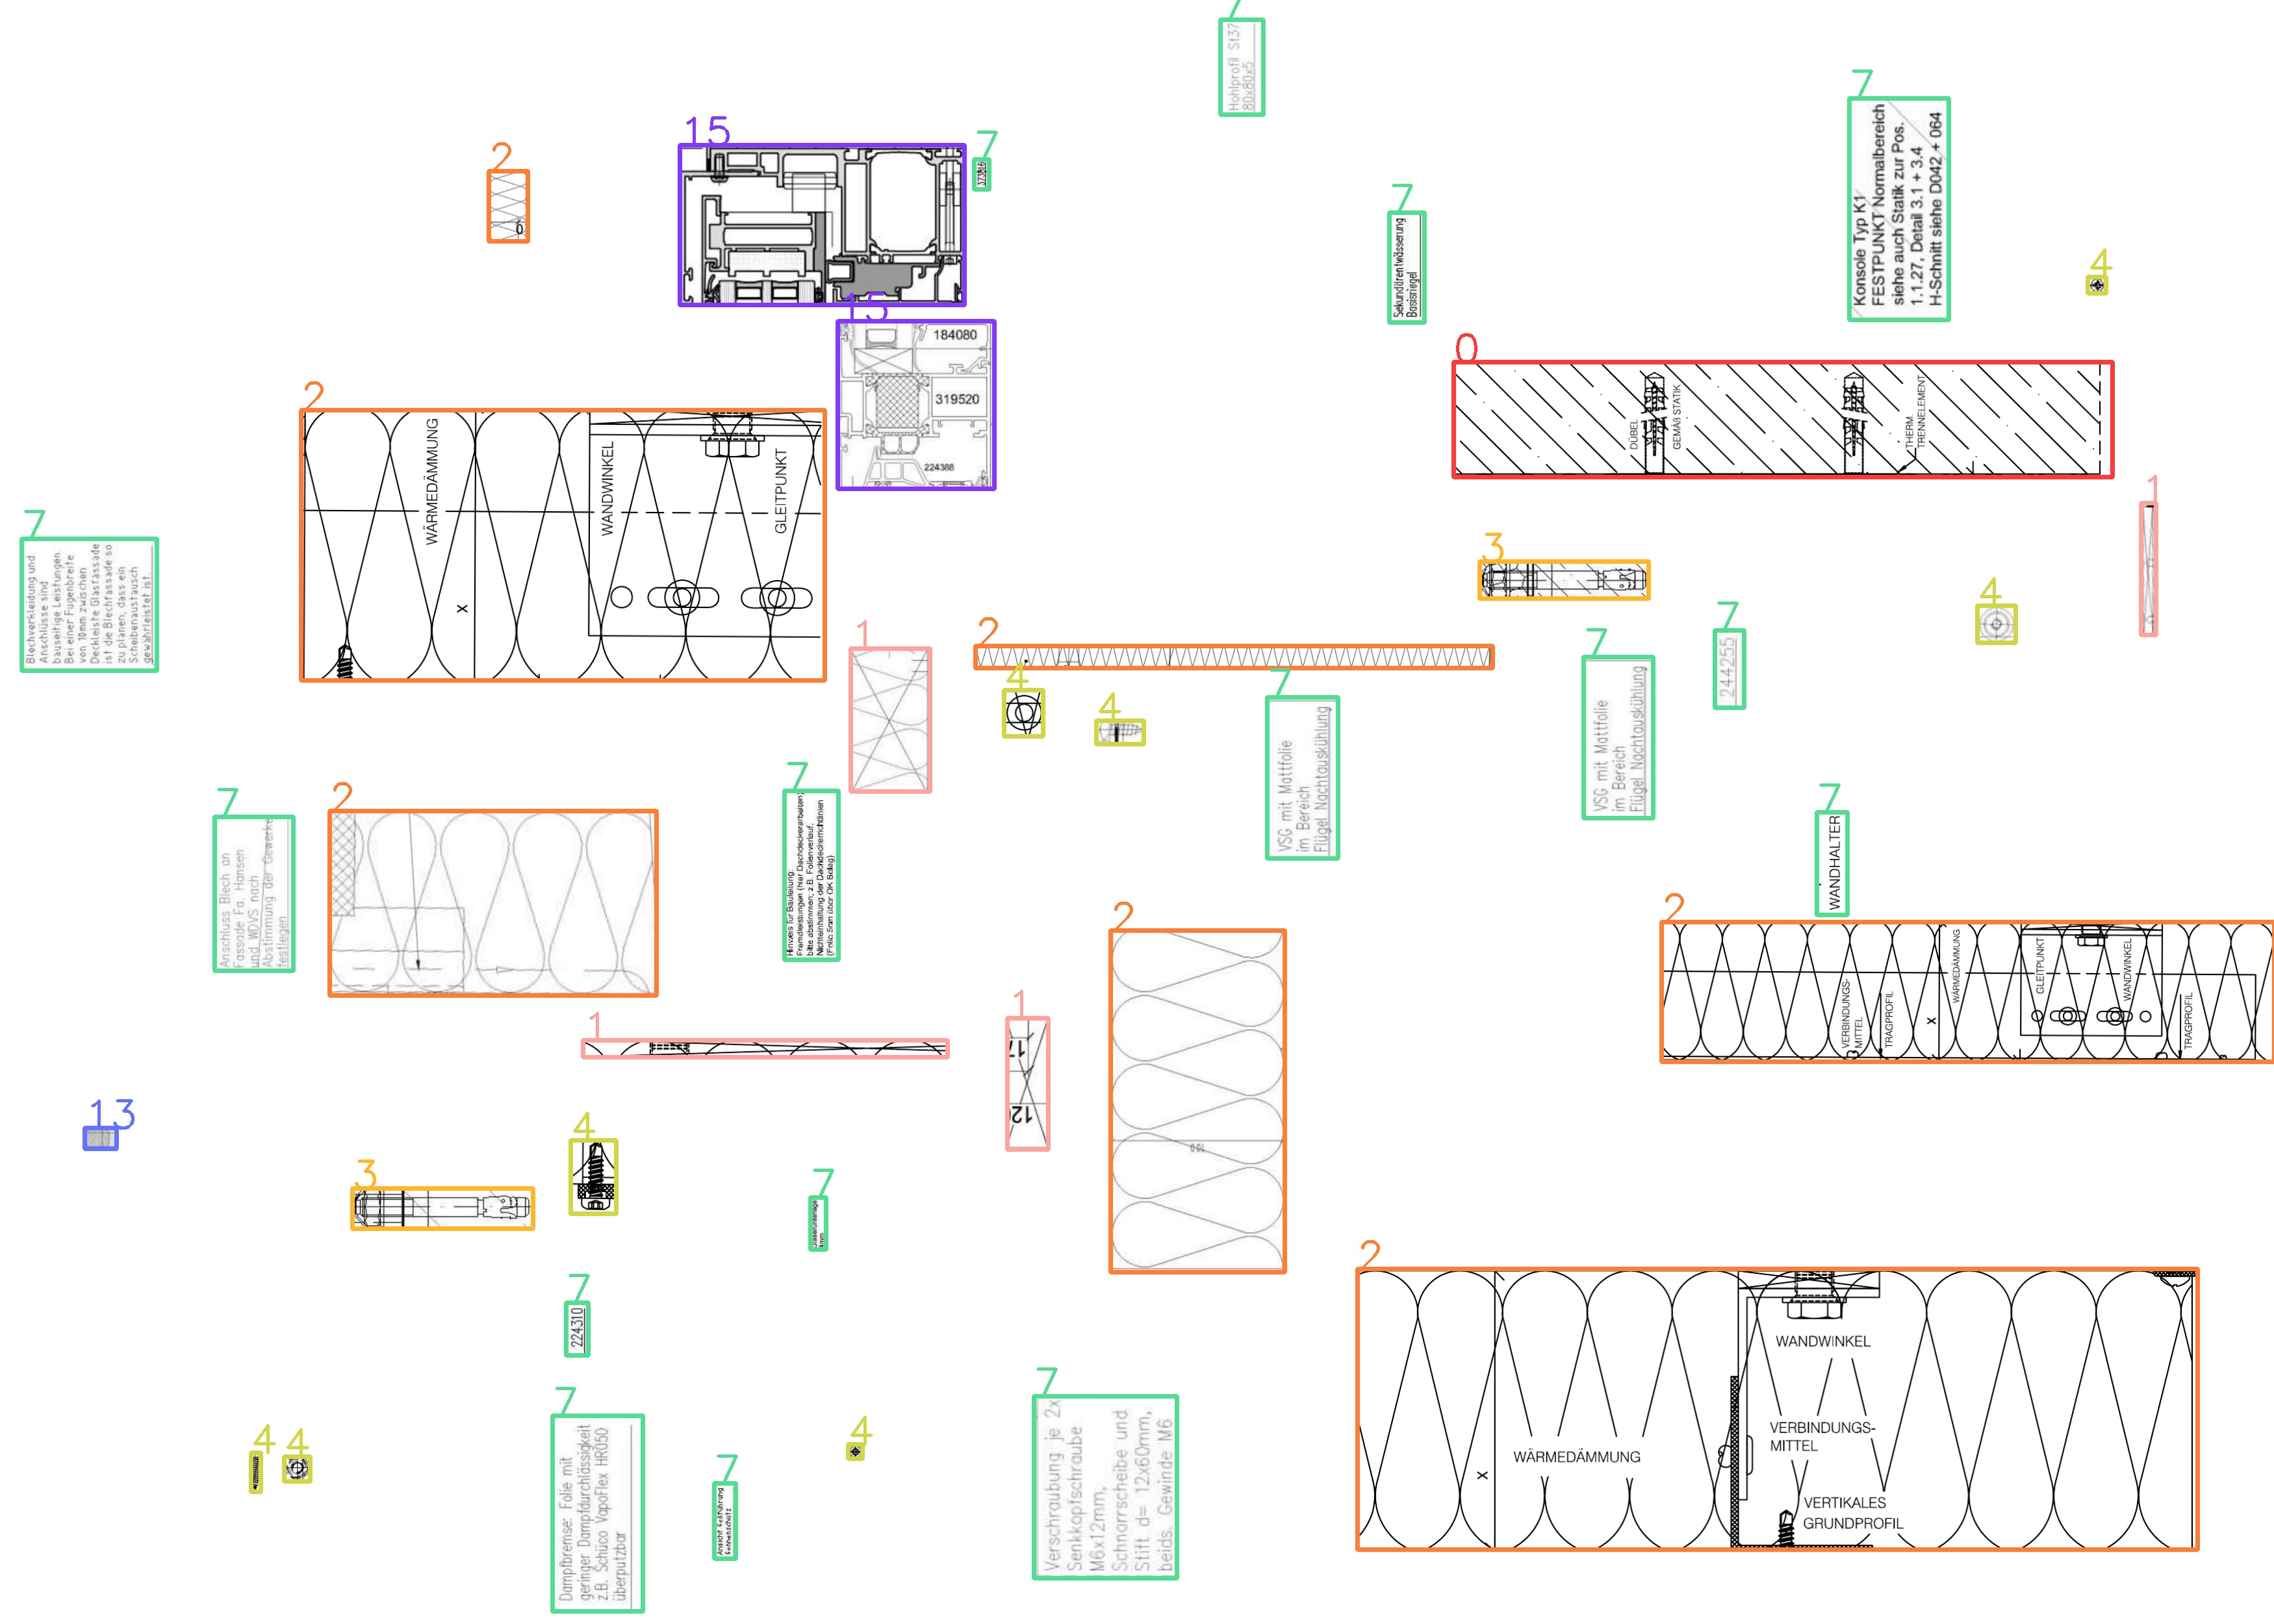 7
Hohlprofil St37
80x80x5
7
Konsole Typ K1
FESTPUNKT Normalbereich
siehe auch Statik zur Pos.
1.1.27, Detail 3.1 + 3.4
H-Schnitt siehe D042 + 064
15
7
2
7
Sekundärentwässerung
Basisriegel
4
15
184080
319520
224388
0
DÜBEL
GEMÄß STATIK
THERM.
TRENNELEMENT
2
WÄRMEDÄMMUNG
X
WANDWINKEL
GLEITPUNKT
7
Blechverkleidung und
Anschlüsse sind
bauseitige Leistungen.
Bei einer Fugenbreite
von 10mm zwischen
Deckleiste Glasfassade
ist die Blechfassade so
zu planen, dass ein
Scheibenaustausch
gewährleistet ist.
1
3
4
1
2
4
4
7
VSG mit Mattfolie
im Bereich
Flügel Nachtauskühlung
7
VSG mit Mattfolie
im Bereich
Flügel Nachtauskühlung
7
244255
7
WANDHALTER
7
Anschluss Blech an
Fassade Fa. Hansen
und WDVS nach
Abstimmung der Gewerke
festlegen
2
7
Hinweis für Bauleitung:
Fremdleistungen (hier Dachdeckerarbeiten)
bitte abstimmen; z.B. Folienverlauf,
Nichteinhaltung der Dachdeckerrichtlinien
(Folie 5cm über OK Belag)
2
100
2
VERBINDUNGS-
MITTEL
TRAGPROFIL
X
WÄRMEDÄMMUNG
GLEITPUNKT
WANDWINKEL
TRAGPROFIL
1
1
17
12
13
3
4
7
4mm
7
224310
2
WANDWINKEL
VERBINDUNGS-
MITTEL
WÄRMEDÄMMUNG
X
VERTIKALES
GRUNDPROFIL
4
4
7
Dampfbremse: Folie mit
geringer Dampfdurchlässigkeit
z.B. Schüco VapoFlex HR050
überputzbar
7
4
7
Verschraubung je 2x
Senkkopfschraube
M6x12mm,
Schnorrscheibe und
Stift d= 12x60mm,
beids. Gewinde M6